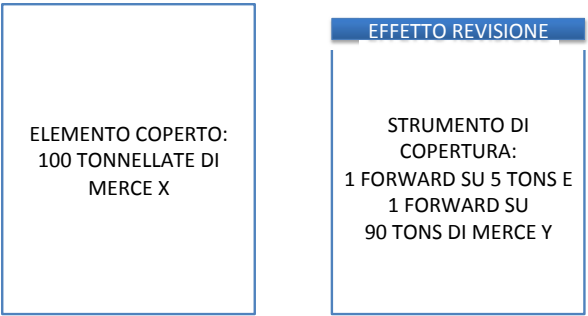 ELEMENTO COPERTO:
100 TONNELLATE DI
MERCE X
EFFETTO REVISIONE
STRUMENTO DI
COPERTURA:
1 FORWARD SU 5 TONS E
1 FORWARD SU
90 TONS DI MERCE Y